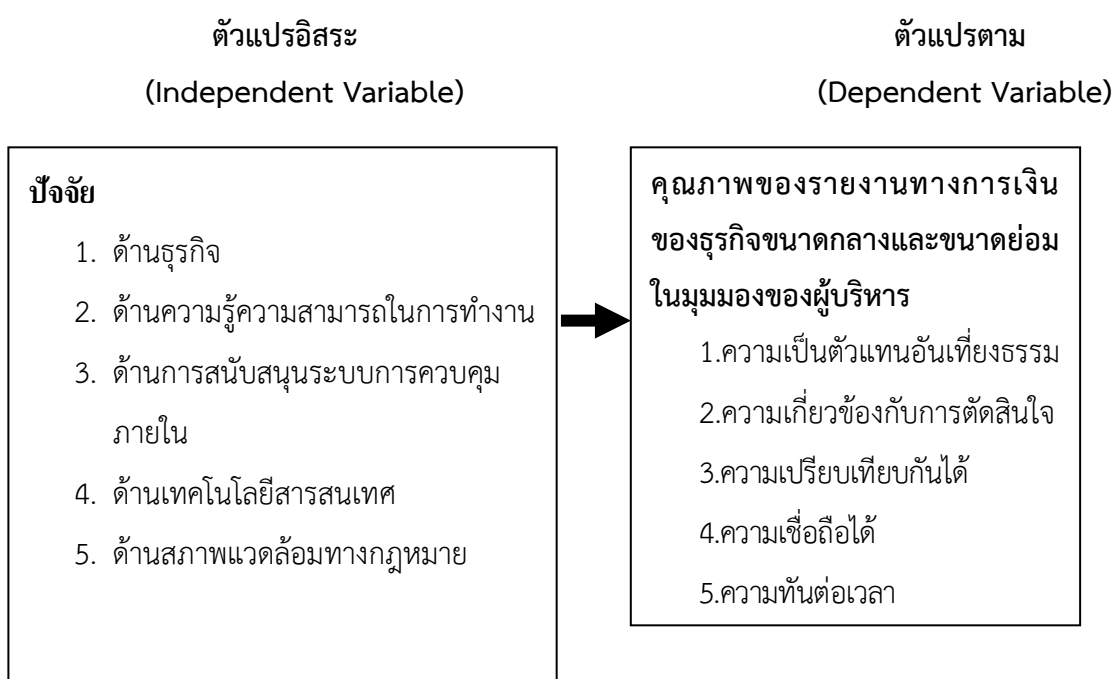 ตัวแปรอิสระ
(Independent Variable)
ปัจจัย
1. ด้านธุรกิจ
2. ด้านความรู้ความสามารถในการทำงาน
3. ด้านการสนับสนุนระบบการควบคุม
ภายใน
4. ด้านเทคโนโลยีสารสนเทศ
5. ด้านสภาพแวดล้อมทางกฎหมาย
ตัวแปรตาม
(Dependent Variable)
คุณภาพของรายงานทางการเงิน
ของธุรกิจขนาดกลางและขนาดย่อม
ในมุมมองของผู้บริหาร
1.ความเป็นตัวแทนอันเที่ยงธรรม
2.ความเกี่ยวข้องกับการตัดสินใจ
3.ความเปรียบเทียบกันได้
4.ความเชื่อถือได้
5.ความทันต่อเวลา